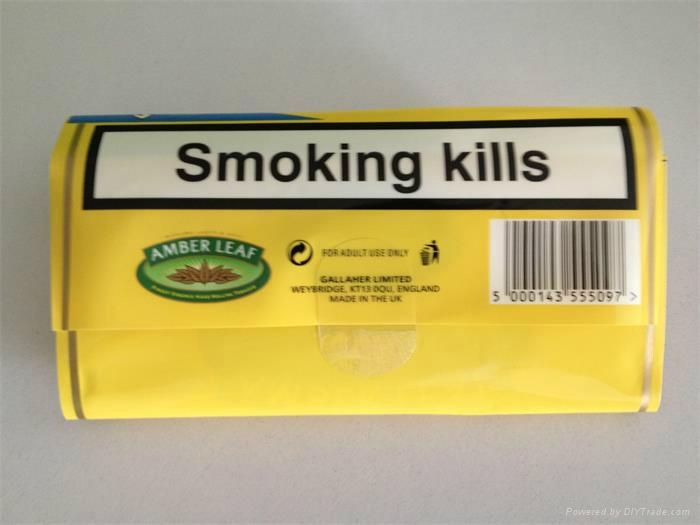 Smoking kills
AMBER LEAF
FOR ADULT USE ONLY
GALLAHER LIMITED
WEYBRIDGE, KT13 0QU, ENGLAND
MADE IN THE UK
5 000143 555097 >
Powered by DIYTrade.com